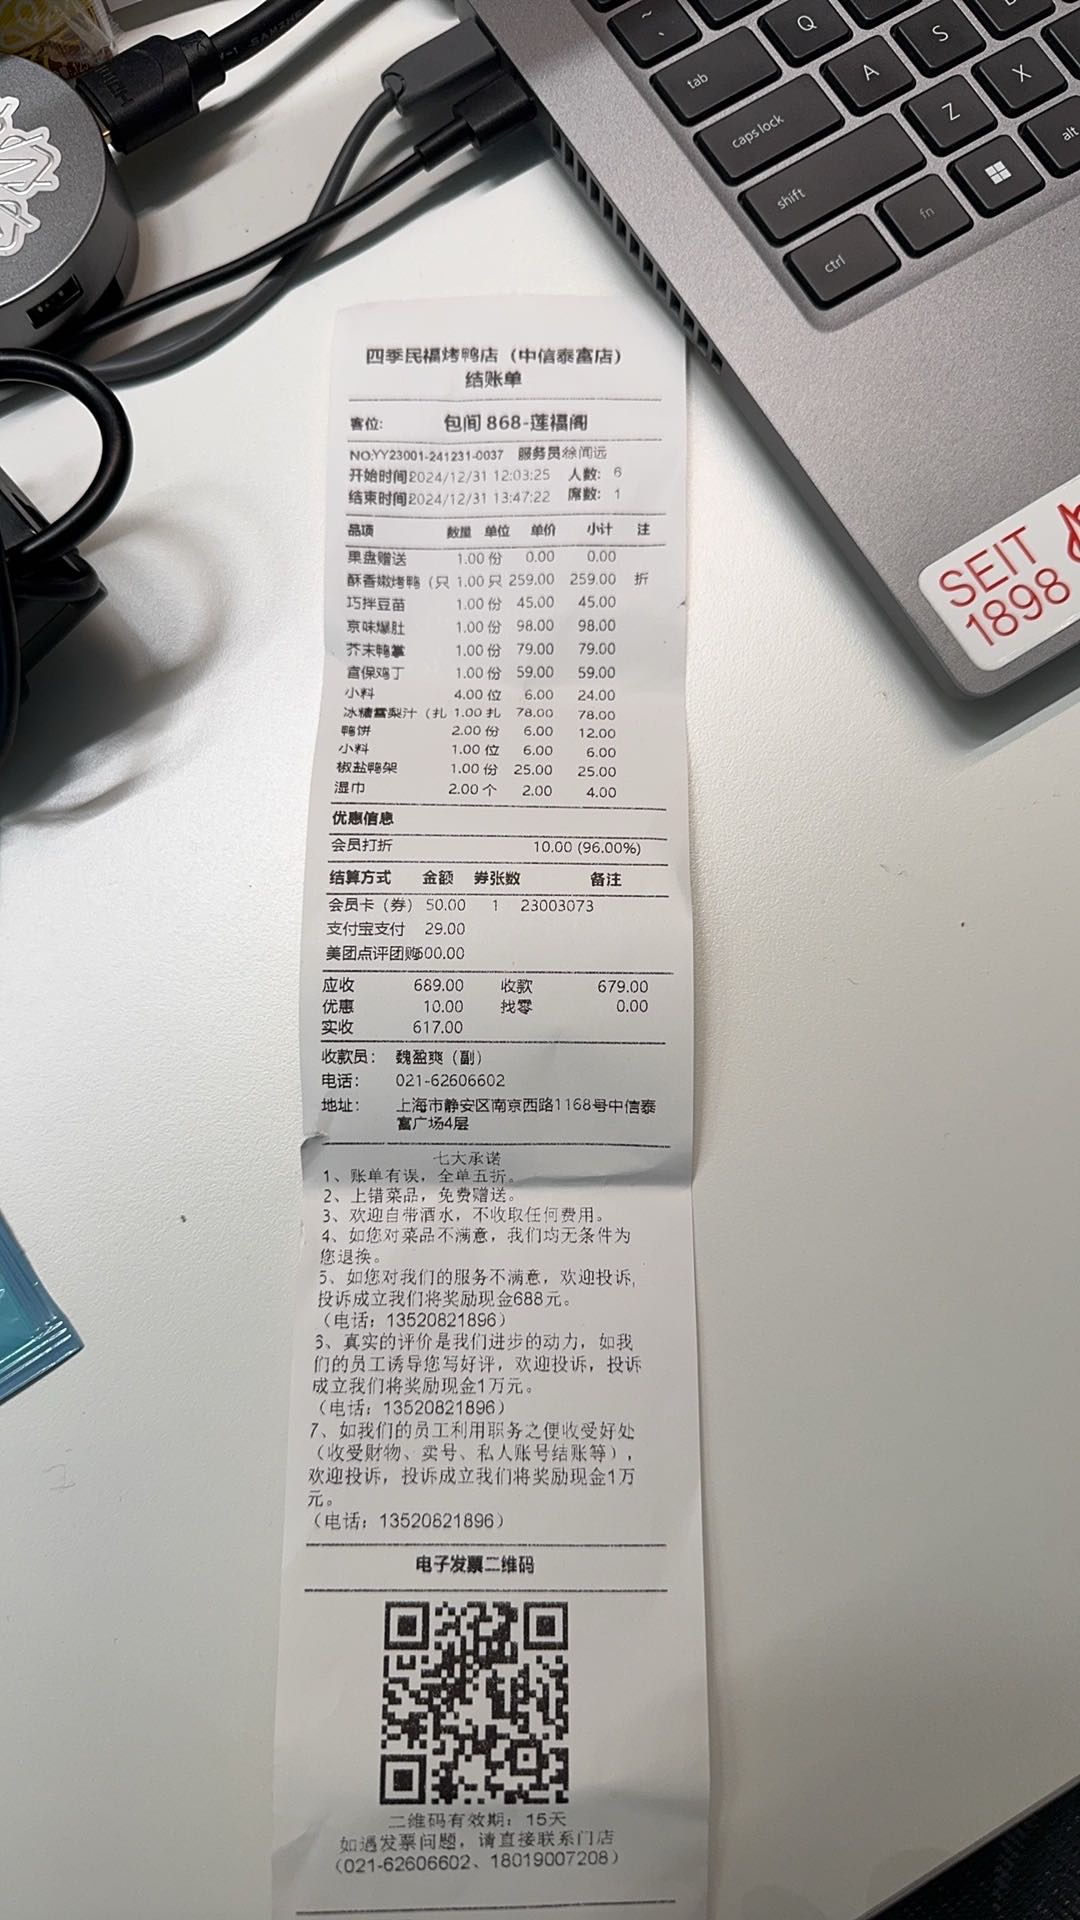 Q
S
tab
A
X
caps lock
Z
alt
shift
fn
ctrl
SEIT
1898
四季民福烤鸭店（中信泰富店）
结账单
客位： 包间 868-莲福阁
NO:YY23001-241231-0037 服务员:徐闻远
开始时间2024/12/31 12:03:25 人数： 6
结束时间2024/12/31 13:47:22 席数： 1
品项 数量 单位 单价 小计 注
果盘赠送 1.00 份 0.00 0.00
酥香嫩烤鸭（只 1.00 只 259.00 259.00 折
巧拌豆苗 1.00 份 45.00 45.00
京味爆肚 1.00 份 98.00 98.00
芥末鸭掌 1.00 份 79.00 79.00
宫保鸡丁 1.00 份 59.00 59.00
小料 4.00 位 6.00 24.00
冰糖雪梨汁（扎 1.00 扎 78.00 78.00
鸭饼 2.00 份 6.00 12.00
小料 1.00 位 6.00 6.00
椒盐鸭架 1.00 份 25.00 25.00
湿巾 2.00 个 2.00 4.00
优惠信息
会员打折 10.00 (96.00%)
结算方式 金额 券张数 备注
会员卡（券） 50.00 1 23003073
支付宝支付 29.00
美团点评团购600.00
应收 689.00 收款 679.00
优惠 10.00 找零 0.00
实收 617.00
收款员： 魏盈爽（副）
电话： 021-62606602
地址： 上海市静安区南京西路1168号中信泰
富广场4层
七大承诺
1、账单有误，全单五折。
2、上错菜品，免费赠送。
3、欢迎自带酒水，不收取任何费用。
4、如您对菜品不满意，我们均无条件为
您退换。
5、如您对我们的服务不满意，欢迎投诉,
投诉成立我们将奖励现金688元。
（电话：13520821896）
6、真实的评价是我们进步的动力，如我
们的员工诱导您写好评，欢迎投诉，投诉
成立我们将奖励现金1万元。
（电话：13520821896）
7、如我们的员工利用职务之便收受好处
（收受财物、卖号、私人账号结账等），
欢迎投诉，投诉成立我们将奖励现金1万
元。
（电话：13520821896）
电子发票二维码
二维码有效期：15天
如遇发票问题，请直接联系门店
（021-62606602、18019007208）